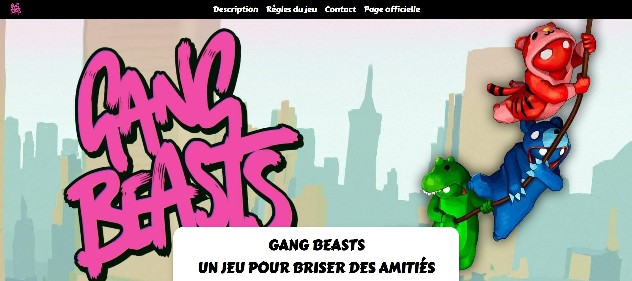 Description Règles du jeu Contact Page officielle
GANG
BEASTS
GANG BEASTS
UN JEU POUR BRISER DES AMITIÉS